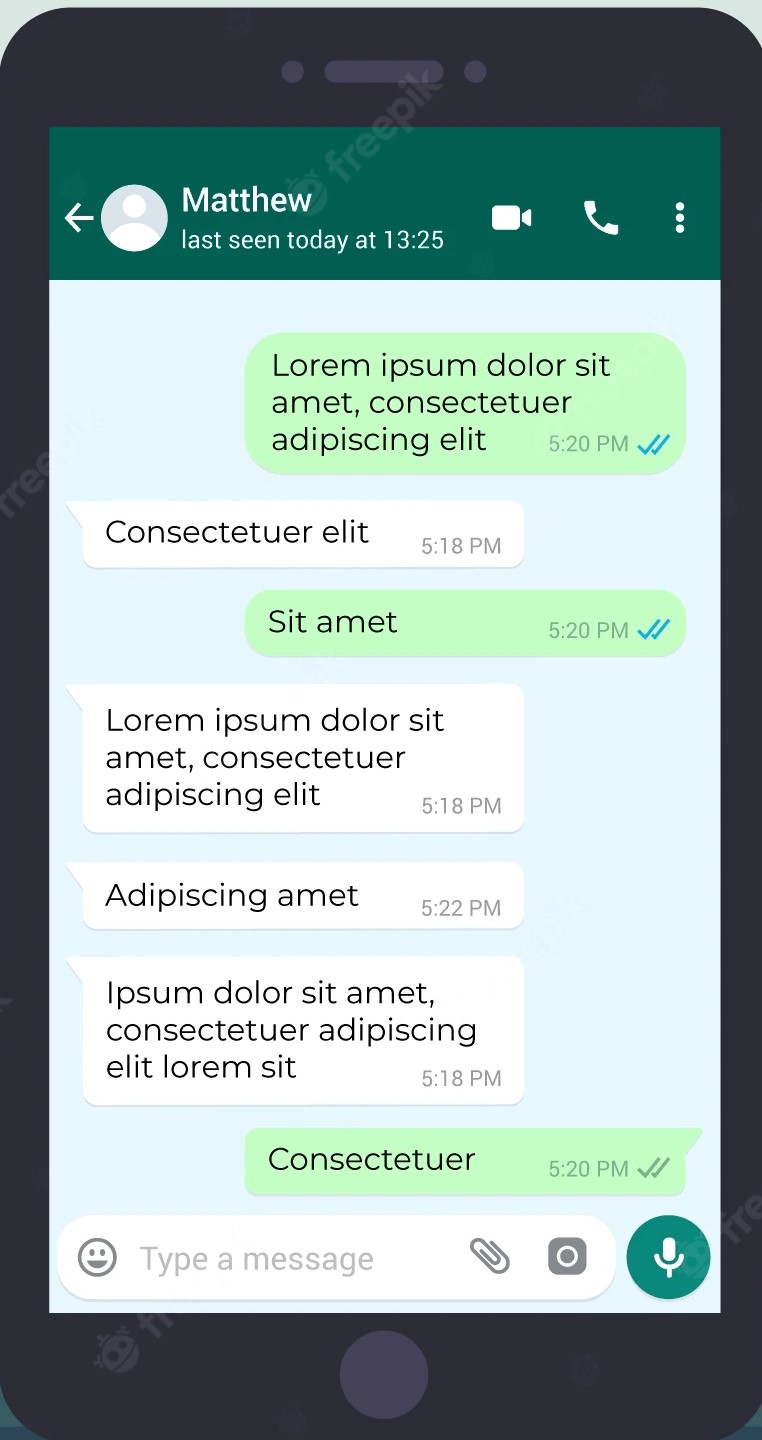 Matthew
last seen today at 13:25
Lorem ipsum dolor sit
amet, consectetuer
adipiscing elit 5:20 PM
Consectetuer elit 5:18 PM
Sit amet 5:20 PM
Lorem ipsum dolor sit
amet, consectetuer
adipiscing elit 5:18 PM
Adipiscing amet 5:22 PM
Ipsum dolor sit amet,
consectetuer adipiscing
elit lorem sit 5:18 PM
Consectetuer 5:20 PM
Type a message
freepik
freepik